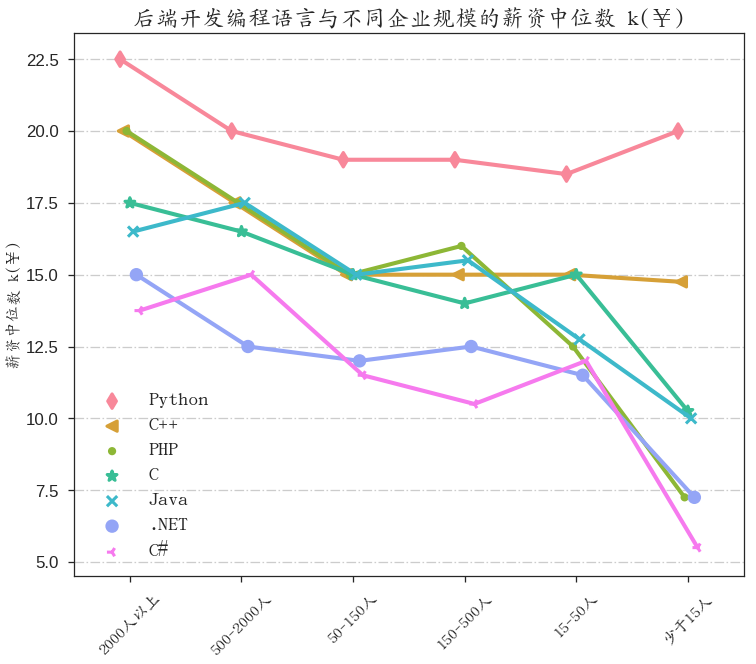 后端开发编程语言与不同企业规模的薪资中位数 k(￥)
薪资中位数 k(￥)
22.5
20.0
17.5
15.0
12.5
10.0
7.5
5.0
Python
C++
PHP
C
Java
.NET
C#
2000人以上
500-2000人
50-150人
150-500人
15-50人
少于15人